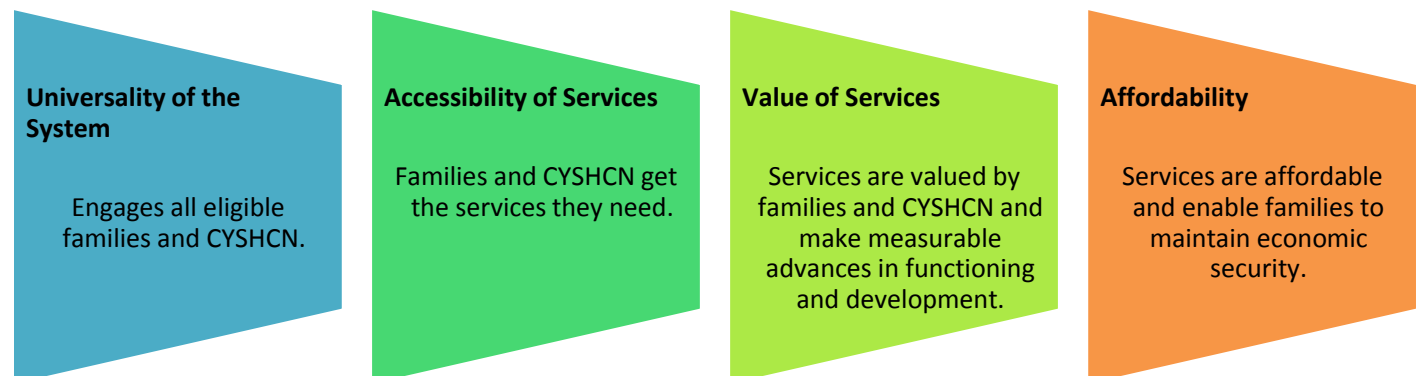 Universality of the
System
Engages all eligible
families and CYSHCN.
Accessibility of Services
Families and CYSHCN get
the services they need.
Value of Services
Services are valued by
families and CYSHCN and
make measurable
advances in functioning
and development.
Affordability
Services are affordable
and enable families to
maintain economic
security.